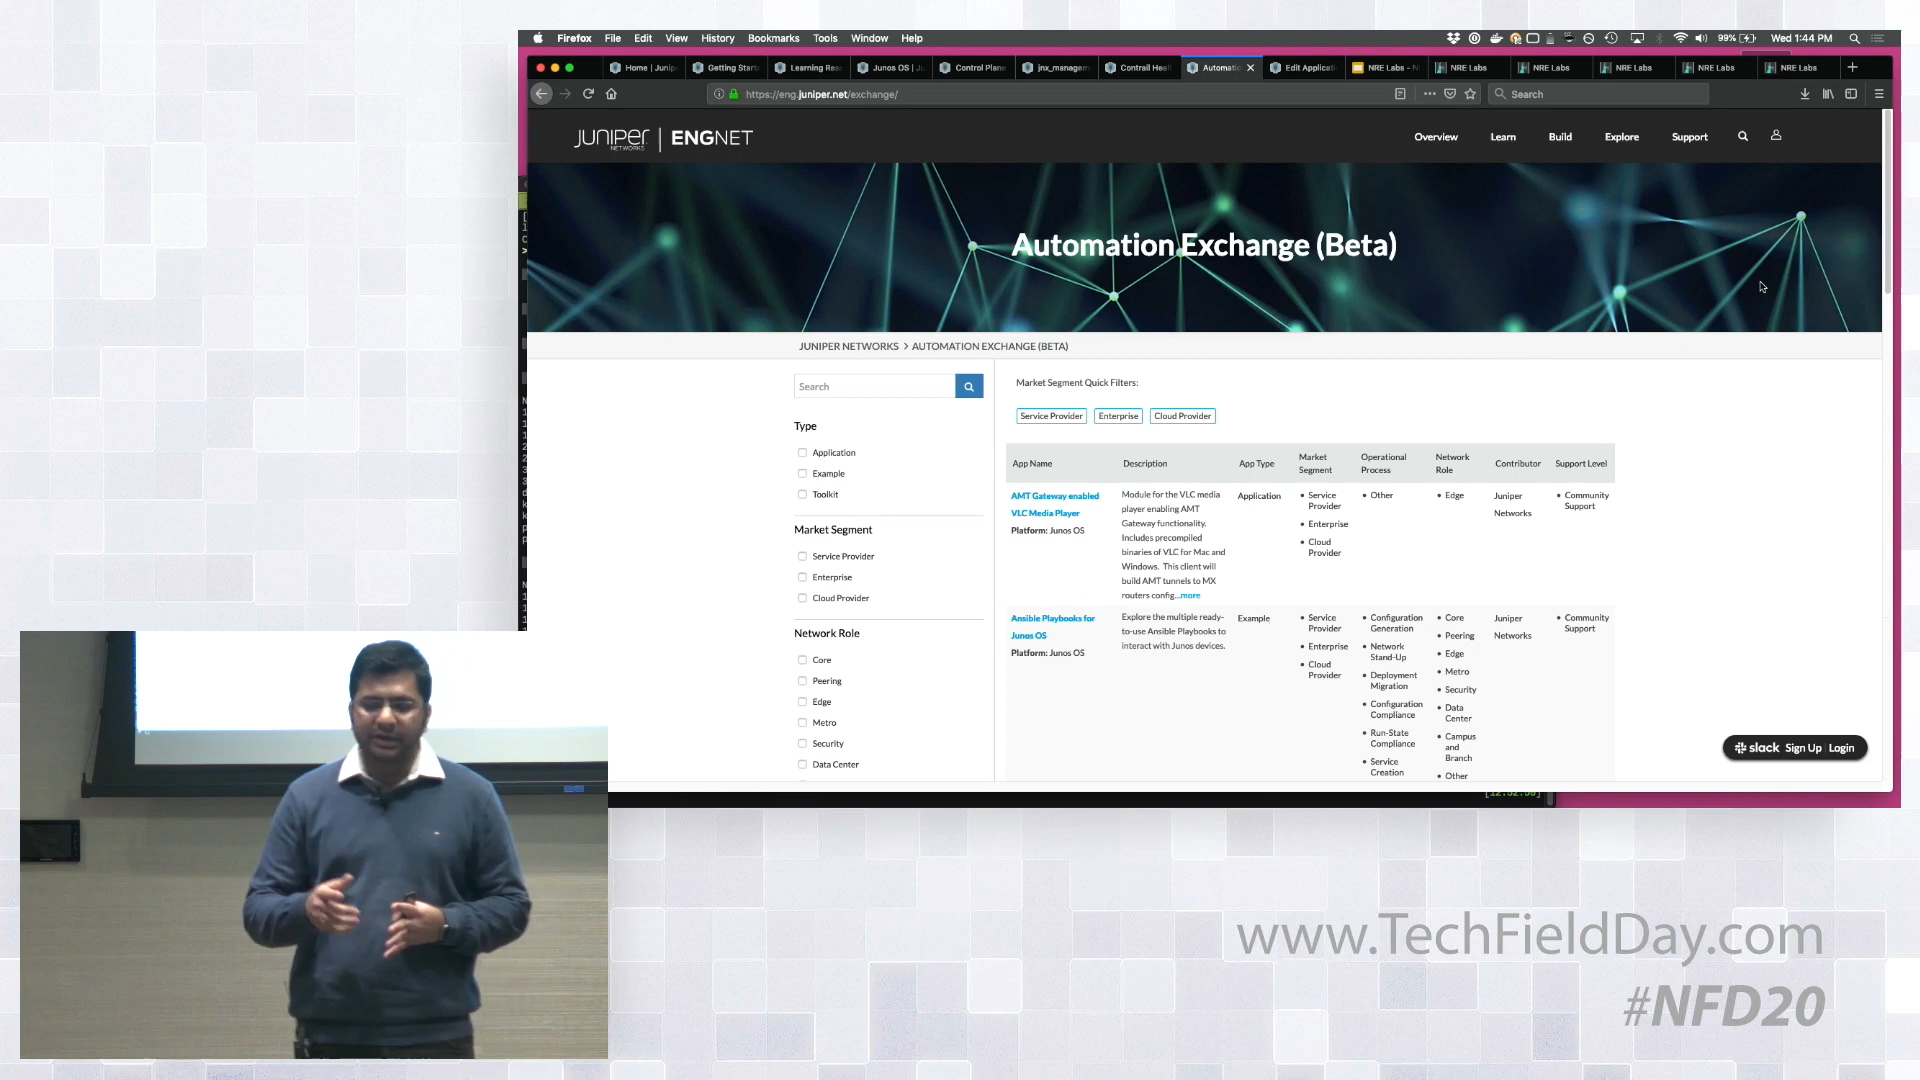 Firefox File Edit View History Bookmarks Tools Window Help
99% Wed 1:44 PM
Home | Junip
Getting Starte
Learning Res
Junos OS | Ju
Control Plane
jnx_managem
Contrail Heal
Automatio
Edit Applicati
NRE Labs - N
NRE Labs
NRE Labs
NRE Labs
NRE Labs
NRE Labs
https://eng.juniper.net/exchange/
Search
JUNIPER NETWORKS | ENGNET
Overview Learn Build Explore Support
Automation Exchange (Beta)
JUNIPER NETWORKS > AUTOMATION EXCHANGE (BETA)
Search
Type
Application
Example
Toolkit
Market Segment
Service Provider
Enterprise
Cloud Provider
Network Role
Core
Peering
Edge
Metro
Security
Data Center
Market Segment Quick Filters:
Service Provider Enterprise Cloud Provider
App Name
Description
App Type
Market
Segment
Operational
Process
Network
Role
Contributor
Support Level
AMT Gateway enabled
VLC Media Player
Platform: Junos OS
Module for the VLC media
player enabling AMT
Gateway functionality.
Includes precompiled
binaries of VLC for Mac and
Windows. This client will
build AMT tunnels to MX
routers config...more
Application
• Service
Provider
• Enterprise
• Cloud
Provider
• Other
• Edge
Juniper
Networks
• Community
Support
Ansible Playbooks for
Junos OS
Platform: Junos OS
Explore the multiple ready-
to-use Ansible Playbooks to
interact with Junos devices.
Example
• Service
Provider
• Enterprise
• Cloud
Provider
• Configuration
Generation
• Network
Stand-Up
• Deployment
Migration
• Configuration
Compliance
• Run-State
Compliance
• Service
Creation
• Core
• Peering
• Edge
• Metro
• Security
• Data
Center
• Campus
and
Branch
• Other
Juniper
Networks
• Community
Support
slack Sign Up | Login
www.TechFieldDay.com
#NFD20